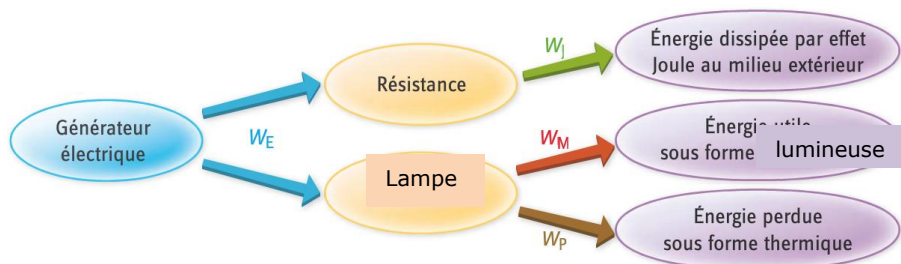 Générateur
électrique
W_E
Résistance
Lampe
W_J
W_M
W_P
Énergie dissipée par effet
Joule au milieu extérieur
Énergie utile
sous forme lumineuse
Énergie perdue
sous forme thermique